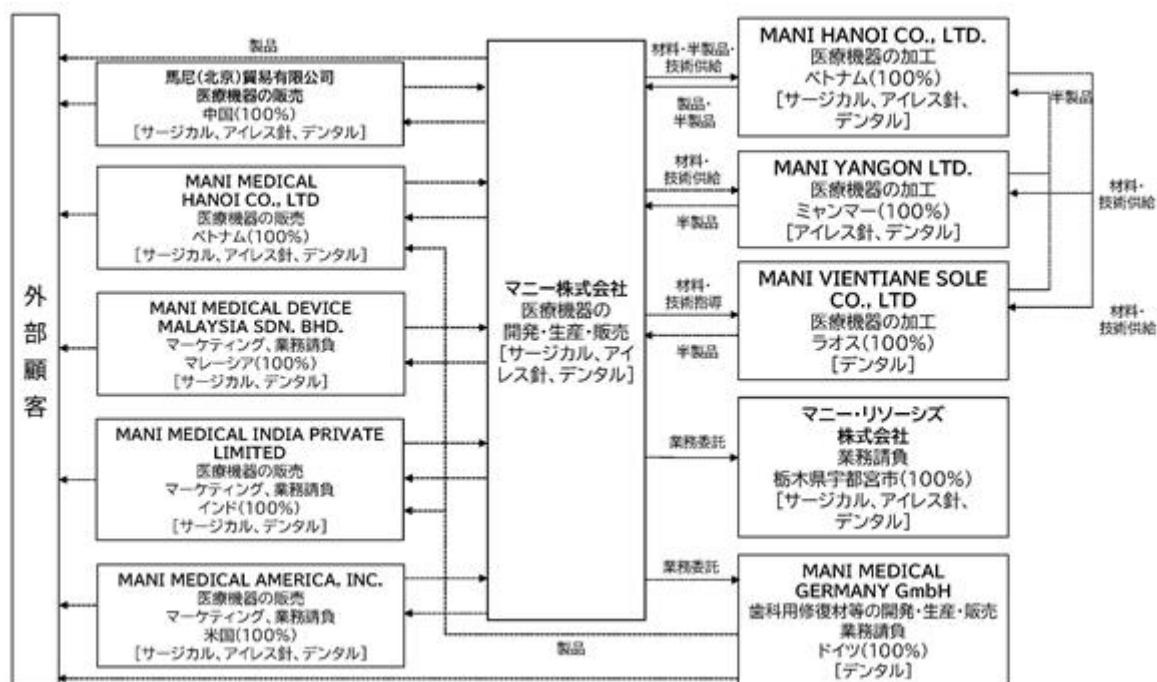 外部顧客
製品
馬尼(北京)貿易有限公司
医療機器の販売
中国(100%)
[サージカル、アイレス針、デンタル]
MANI MEDICAL
HANOI CO., LTD
医療機器の販売
ベトナム(100%)
[サージカル、アイレス針、デンタル]
MANI MEDICAL DEVICE
MALAYSIA SDN. BHD.
マーケティング、業務請負
マレーシア(100%)
[サージカル、デンタル]
MANI MEDICAL INDIA PRIVATE
LIMITED
医療機器の販売
マーケティング、業務請負
インド(100%)
[サージカル、デンタル]
MANI MEDICAL AMERICA, INC.
医療機器の販売
マーケティング、業務請負
米国(100%)
[サージカル、アイレス針、デンタル]
マニー株式会社
医療機器の
開発・生産・販売
[サージカル、アイ
レス針、デンタル]
材料・半製品・
技術供給
製品・
半製品
材料・
技術供給
半製品
材料・
技術指導
半製品
業務委託
業務委託
製品
MANI HANOI CO., LTD.
医療機器の加工
ベトナム(100%)
[サージカル、アイレス針、
デンタル]
MANI YANGON LTD.
医療機器の加工
ミャンマー(100%)
[アイレス針、デンタル]
MANI VIENTIANE SOLE
CO., LTD
医療機器の加工
ラオス(100%)
[デンタル]
マニー・リソーシズ
株式会社
業務請負
栃木県宇都宮市(100%)
[サージカル、アイレス針、
デンタル]
MANI MEDICAL
GERMANY GmbH
歯科用修復材等の開発・生産・販売
業務請負
ドイツ(100%)
[デンタル]
半製品
材料・
技術供給
材料・
技術供給